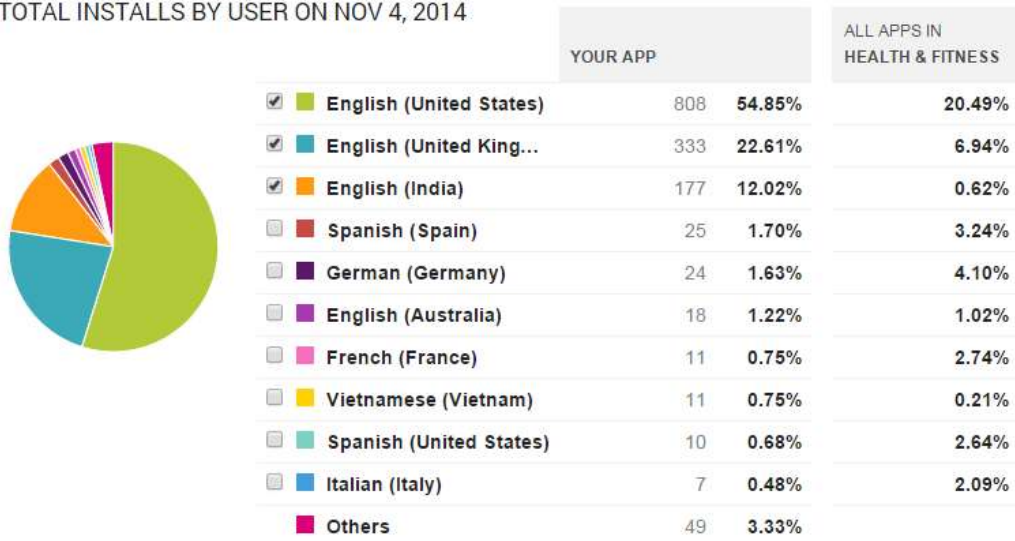 TOTAL INSTALLS BY USER ON NOV 4, 2014
YOUR APP
ALL APPS IN
HEALTH & FITNESS
English (United States) 808 54.85% 20.49%
English (United King... 333 22.61% 6.94%
English (India) 177 12.02% 0.62%
Spanish (Spain) 25 1.70% 3.24%
German (Germany) 24 1.63% 4.10%
English (Australia) 18 1.22% 1.02%
French (France) 11 0.75% 2.74%
Vietnamese (Vietnam) 11 0.75% 0.21%
Spanish (United States) 10 0.68% 2.64%
Italian (Italy) 7 0.48% 2.09%
Others 49 3.33%